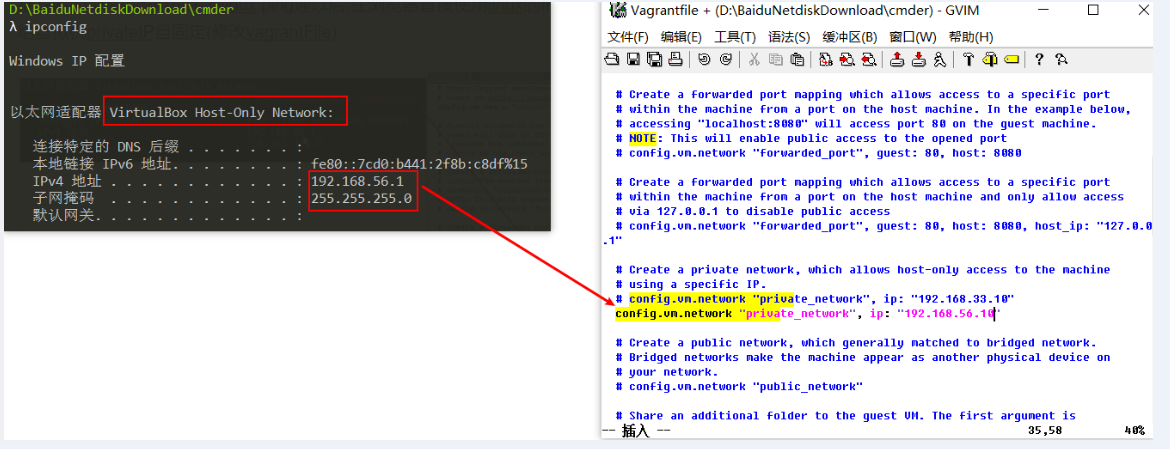 D:\BaiduNetdiskDownload\cmder
λ ipconfig
Windows IP 配置
以太网适配器 VirtualBox Host-Only Network:
连接特定的 DNS 后缀 . . . . . . . :
本地链接 IPv6 地址. . . . . . . . : fe80::7cd0:b441:2f8b:c8df%15
IPv4 地址 . . . . . . . . . . . . : 192.168.56.1
子网掩码  . . . . . . . . . . . . : 255.255.255.0
默认网关. . . . . . . . . . . . . :
Vagrantfile + (D:\BaiduNetdiskDownload\cmder) - GVIM
文件(F) 编辑(E) 工具(T) 语法(S) 缓冲区(B) 窗口(W) 帮助(H)
# Create a forwarded port mapping which allows access to a specific port
# within the machine from a port on the host machine. In the example below,
# accessing "localhost:8080" will access port 80 on the guest machine.
# NOTE: This will enable public access to the opened port
# config.vm.network "forwarded_port", guest: 80, host: 8080
# Create a forwarded port mapping which allows access to a specific port
# within the machine from a port on the host machine and only allow access
# via 127.0.0.1 to disable public access
# config.vm.network "forwarded_port", guest: 80, host: 8080, host_ip: "127.0.0
.1"
# Create a private network, which allows host-only access to the machine
# using a specific IP.
# config.vm.network "private_network", ip: "192.168.33.10"
config.vm.network "private_network", ip: "192.168.56.10"
# Create a public network, which generally matched to bridged network.
# Bridged networks make the machine appear as another physical device on
# your network.
# config.vm.network "public_network"
# Share an additional folder to the guest VM. The first argument is
-- 插入 -- 35,58 40%